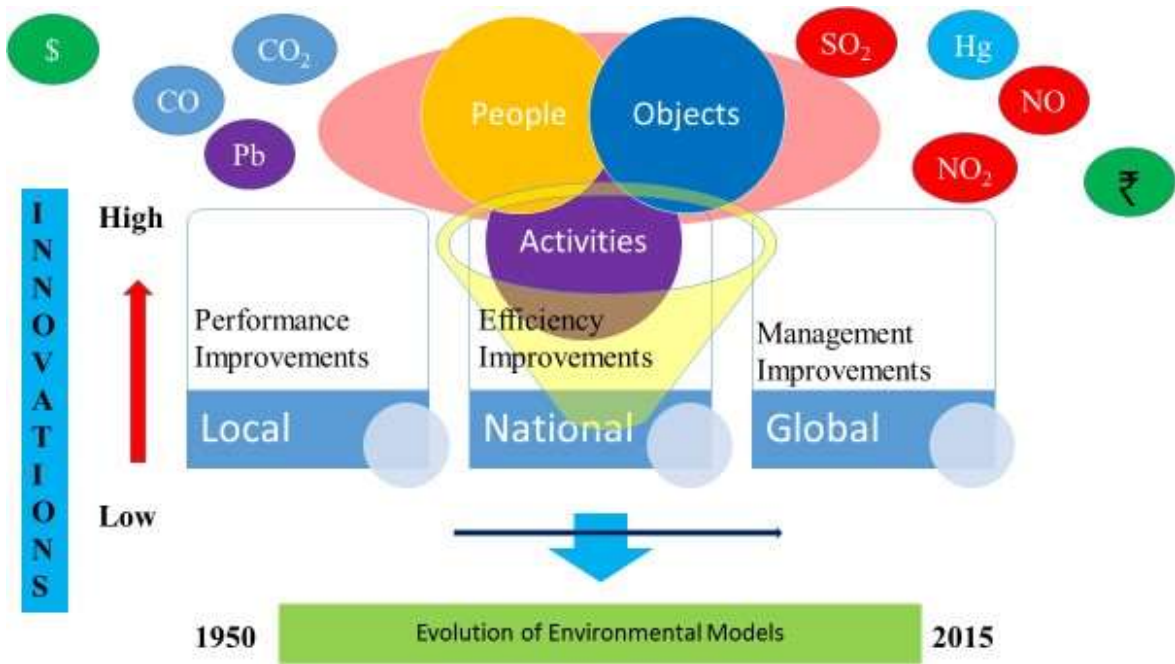 $
CO₂
CO
Pb
People
Objects
SO₂
Hg
NO
NO₂
₹
INNOVATIONS
High
Low
Activities
Performance
Improvements
Efficiency
Improvements
Management
Improvements
Local
National
Global
1950
Evolution of Environmental Models
2015